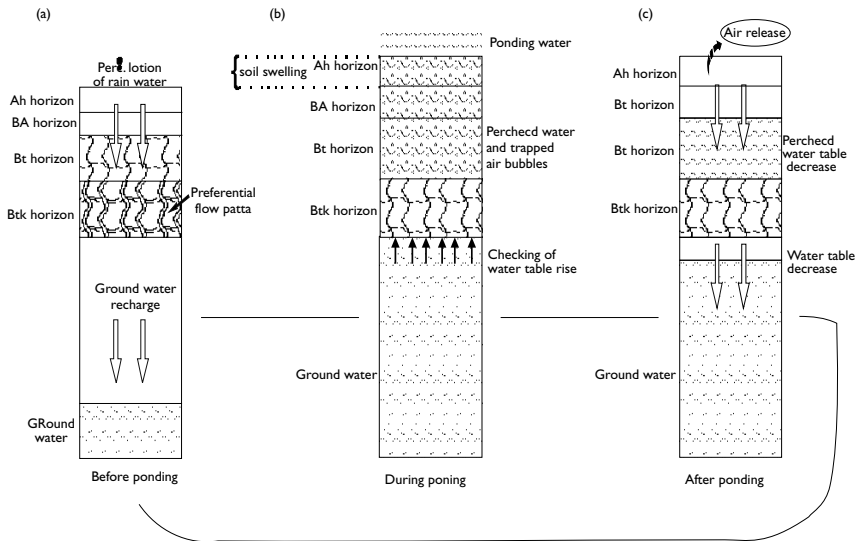 (a)
Perc.lotion
of rain water
Ah horizon
BA horizon
Bt horizon
Btk horizon
Preferential
flow patta
Ground water
recharge
GRound
water
Before ponding
(b)
Ponding water
soil swelling
Ah horizon
BA horizon
Bt horizon
Perchecd water
and trapped
air bubbles
Btk horizon
Checking of
water table rise
Ground water
During poning
(c)
Air release
Ah horizon
Bt horizon
Bt horizon
Perchecd
water table
decrease
Btk horizon
Water table
decrease
Ground water
After ponding